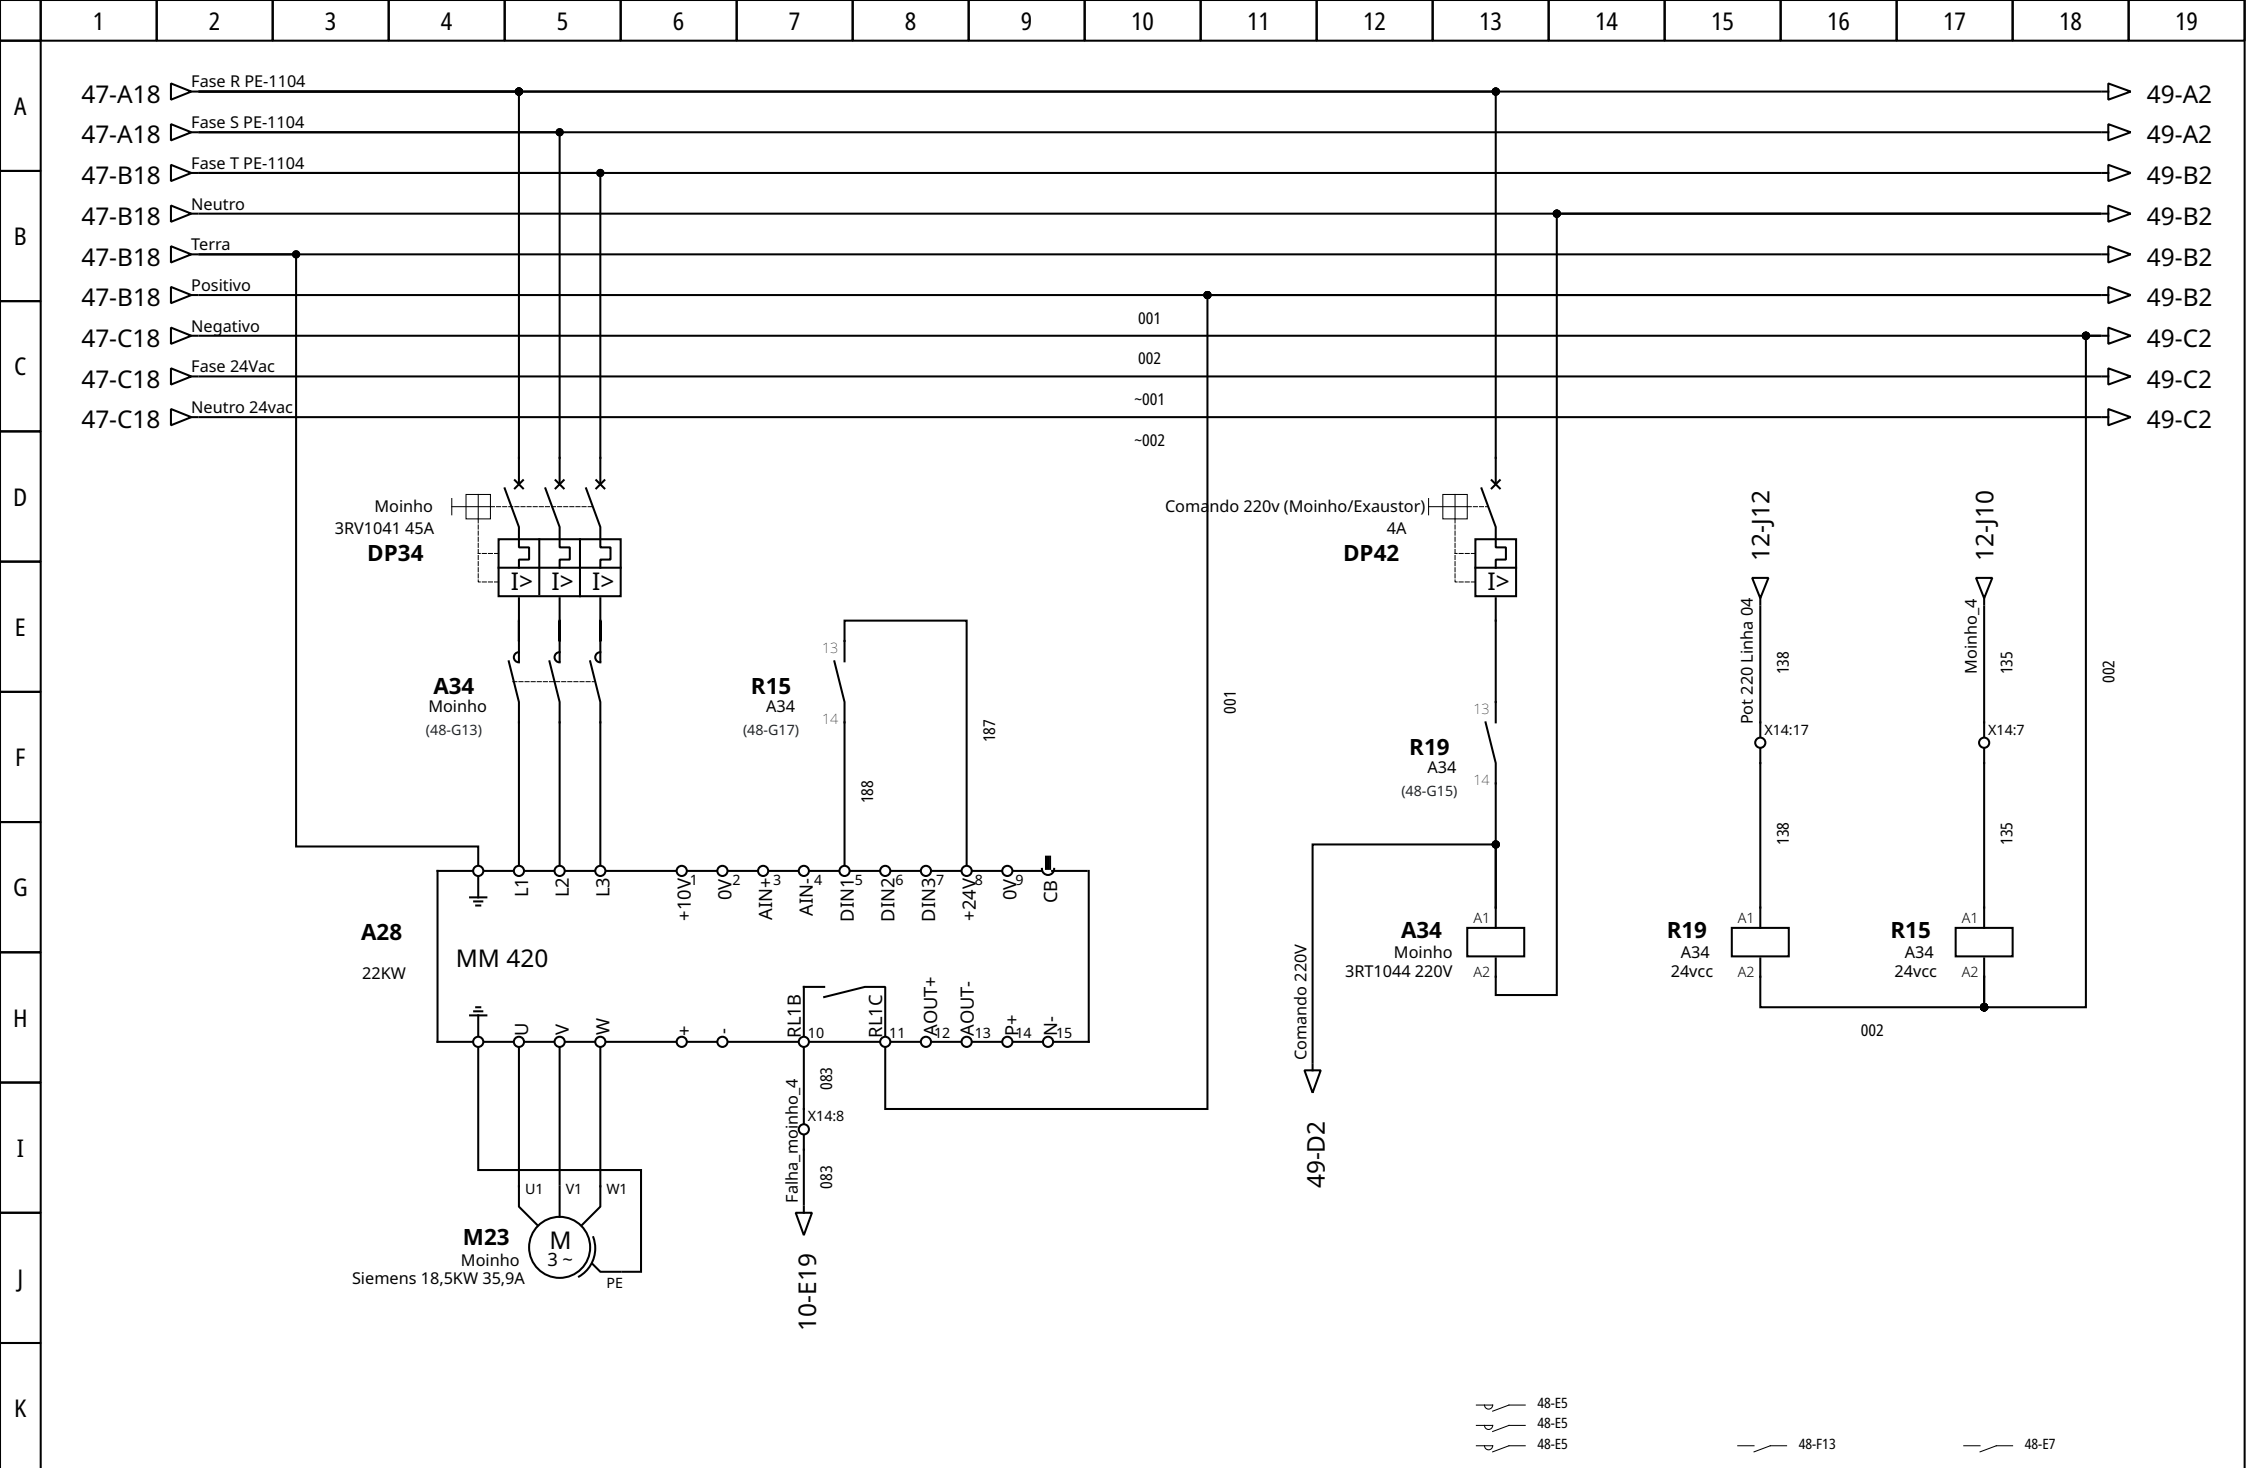 1 2 3 4 5 6 7 8 9 10 11 12 13 14 15 16 17 18 19
A
47-A18 Fase R PE-1104 49-A2
47-A18 Fase S PE-1104 49-A2
47-B18 Fase T PE-1104 49-B2
B
47-B18 Neutro 49-B2
47-B18 Terra 49-B2
47-B18 Positivo 49-B2
001
C
47-C18 Negativo 49-C2
002
47-C18 Fase 24Vac 49-C2
~001
47-C18 Neutro 24vac 49-C2
~002
D
Moinho
3RV1041 45A
DP34
I> I> I>
Comando 220v (Moinho/Exaustor)
4A
DP42
I>
12-J12
12-J10
E
Pot 220 Linha 04
138
Moinho_4
135
002
A34
Moinho
(48-G13)
13
R15
A34
14
(48-G17)
187
188
001
F
13
R19
A34
14
(48-G15)
X14:17
X14:7
138
135
G
L1 L2 L3 +10V 1 0V 2 AIN+ 3 AIN- 4 DIN1 5 DIN2 6 DIN3 7 +24V 8 0V 9 CB
A28
22KW
MM 420
A1
A34
Moinho
3RT1044 220V
A2
A1
R19
A34
24vcc
A2
A1
R15
A34
24vcc
A2
H
U V W + - RL1B 10 RL1C 11 AOUT+ 12 AOUT- 13 P+ 14 N- 15
Comando 220V
002
49-D2
I
Falha_moinho_4
083
X14:8
083
10-E19
U1 V1 W1
J
M23
Moinho
Siemens 18,5KW 35,9A
M
3 ~
PE
K
48-E5
48-E5
48-E5
48-F13
48-E7